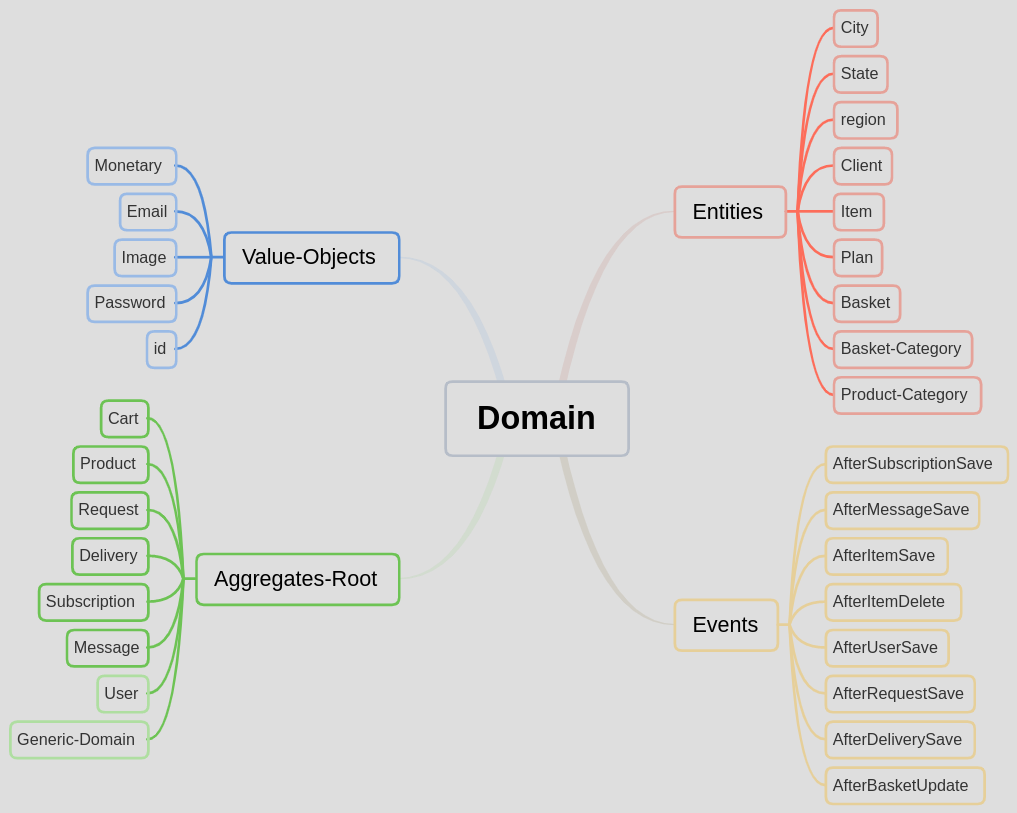 Domain
Value-Objects
Monetary
Email
Image
Password
id
Aggregates-Root
Cart
Product
Request
Delivery
Subscription
Message
User
Generic-Domain
Entities
City
State
region
Client
Item
Plan
Basket
Basket-Category
Product-Category
Events
AfterSubscriptionSave
AfterMessageSave
AfterItemSave
AfterItemDelete
AfterUserSave
AfterRequestSave
AfterDeliverySave
AfterBasketUpdate